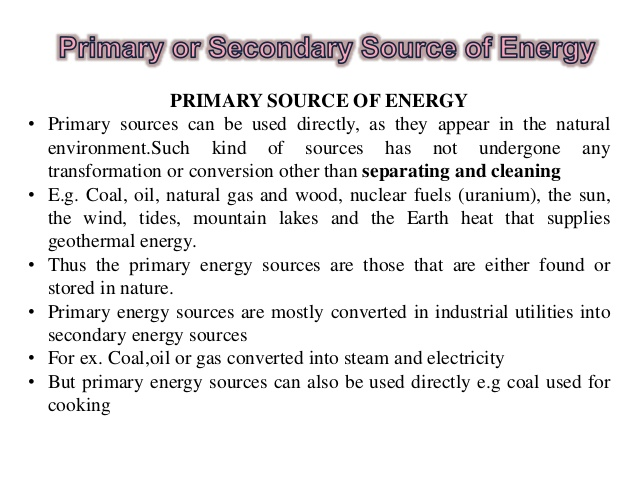 Primary or Secondary Source of Energy
PRIMARY SOURCE OF ENERGY
• Primary sources can be used directly, as they appear in the natural
environment.Such kind of sources has not undergone any
transformation or conversion other than separating and cleaning
• E.g. Coal, oil, natural gas and wood, nuclear fuels (uranium), the sun,
the wind, tides, mountain lakes and the Earth heat that supplies
geothermal energy.
• Thus the primary energy sources are those that are either found or
stored in nature.
• Primary energy sources are mostly converted in industrial utilities into
secondary energy sources
• For ex. Coal,oil or gas converted into steam and electricity
• But primary energy sources can also be used directly e.g coal used for
cooking